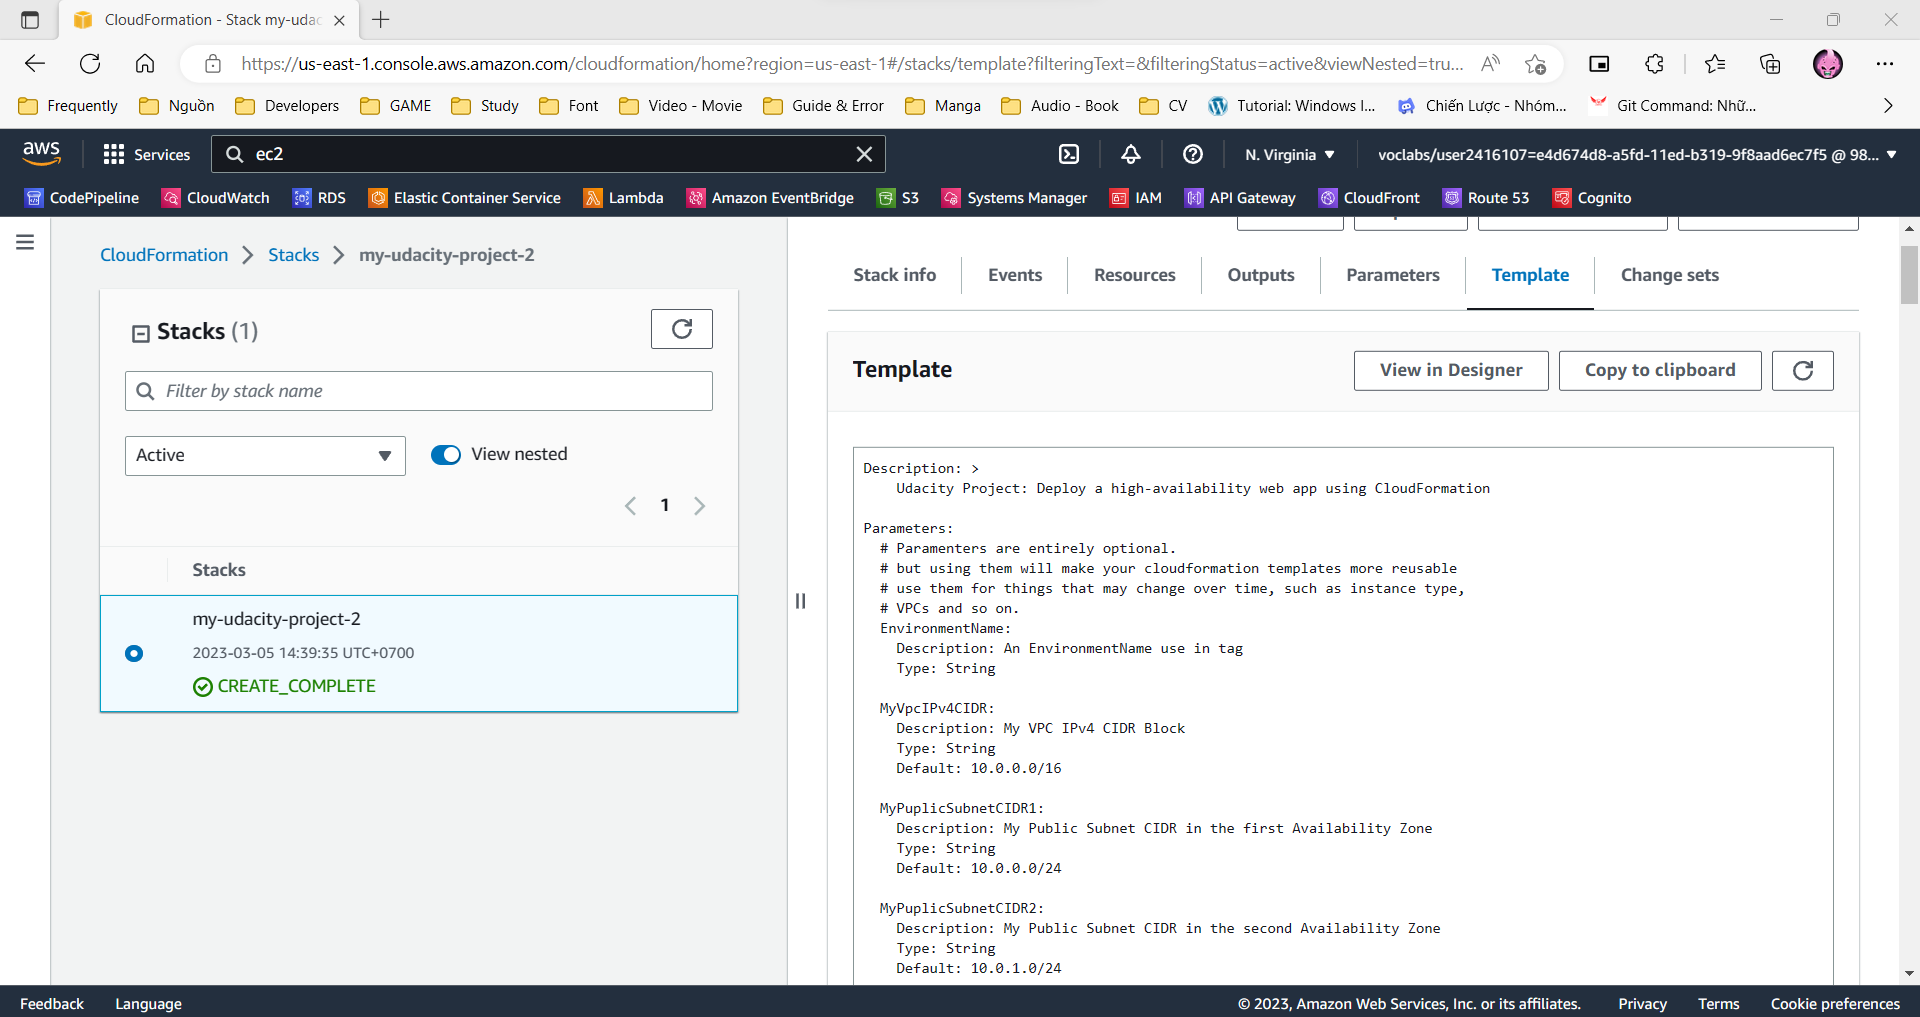 CloudFormation - Stack my-udac
https://us-east-1.console.aws.amazon.com/cloudformation/home?region=us-east-1#/stacks/template?filteringText=&filteringStatus=active&viewNested=tru...
Frequently Nguồn Developers GAME Study Font Video - Movie Guide & Error Manga Audio - Book CV Tutorial: Windows I... Chiến Lược - Nhóm... Git Command: Nhữ...
aws Services ec2 N. Virginia voclabs/user2416107=e4d674d8-a5fd-11ed-b319-9f8aad6ec7f5 @ 98...
CodePipeline CloudWatch RDS Elastic Container Service Lambda Amazon EventBridge S3 Systems Manager IAM API Gateway CloudFront Route 53 Cognito
CloudFormation Stacks my-udacity-project-2
Stacks (1)
Filter by stack name
Active View nested
1
Stacks
my-udacity-project-2
2023-03-05 14:39:35 UTC+0700
CREATE_COMPLETE
Stack info Events Resources Outputs Parameters Template Change sets
Template View in Designer Copy to clipboard
Description: >
Udacity Project: Deploy a high-availability web app using CloudFormation
Parameters:
# Paramenters are entirely optional.
# but using them will make your cloudformation templates more reusable
# use them for things that may change over time, such as instance type,
# VPCs and so on.
EnvironmentName:
Description: An EnvironmentName use in tag
Type: String
MyVpcIPv4CIDR:
Description: My VPC IPv4 CIDR Block
Type: String
Default: 10.0.0.0/16
MyPuplicSubnetCIDR1:
Description: My Public Subnet CIDR in the first Availability Zone
Type: String
Default: 10.0.0.0/24
MyPuplicSubnetCIDR2:
Description: My Public Subnet CIDR in the second Availability Zone
Type: String
Default: 10.0.1.0/24
Feedback Language © 2023, Amazon Web Services, Inc. or its affiliates. Privacy Terms Cookie preferences